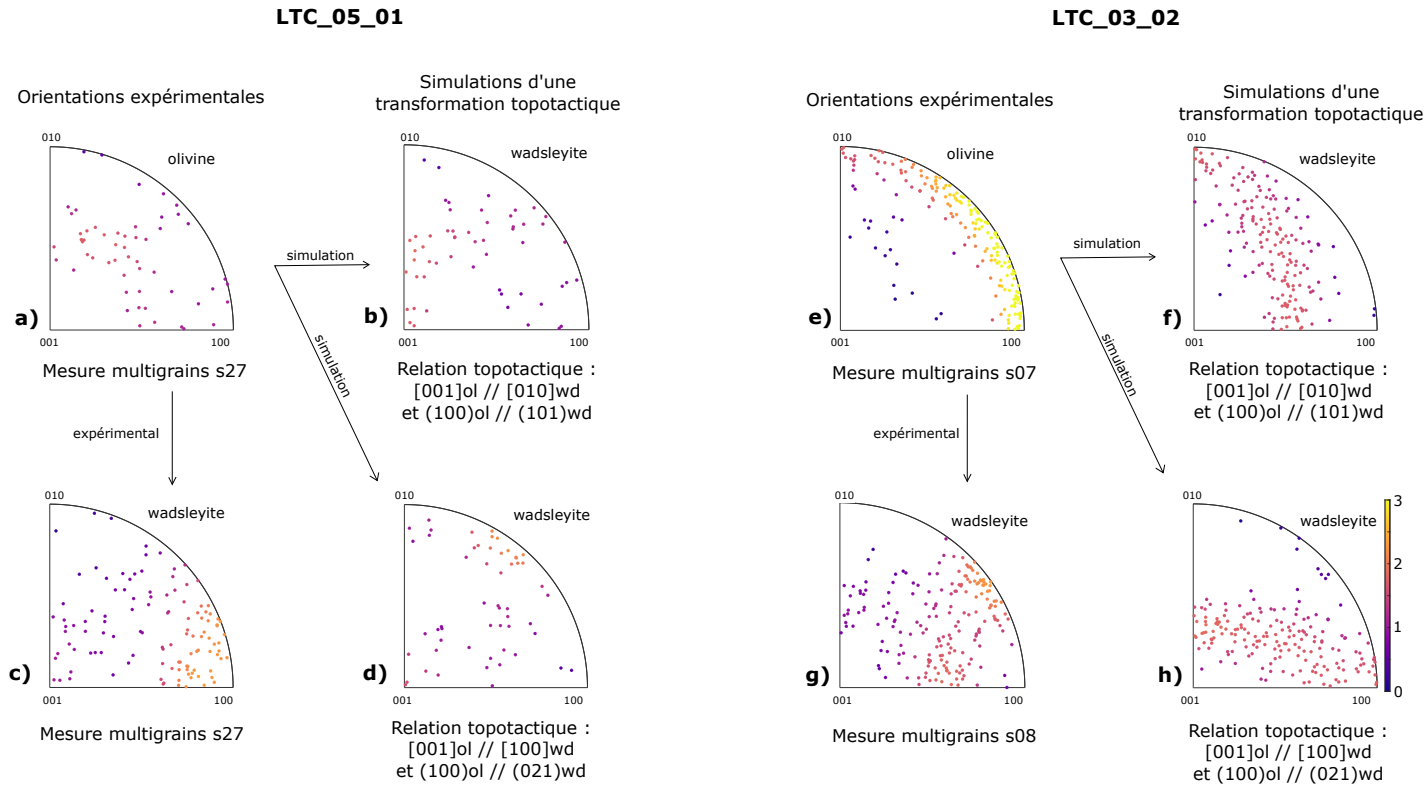 LTC_05_01
Orientations expérimentales
Simulations d'une
transformation topotactique
010
olivine
a)
001
100
Mesure multigrains s27
simulation
simulation
expérimental
010
wadsleyite
b)
001
100
Relation topotactique :
[001]ol // [010]wd
et (100)ol // (101)wd
010
wadsleyite
c)
001
100
Mesure multigrains s27
010
wadsleyite
d)
001
100
Relation topotactique :
[001]ol // [100]wd
et (100)ol // (021)wd
LTC_03_02
Orientations expérimentales
Simulations d'une
transformation topotactique
010
olivine
e)
001
100
Mesure multigrains s07
simulation
simulation
expérimental
010
wadsleyite
f)
001
100
Relation topotactique :
[001]ol // [010]wd
et (100)ol // (101)wd
010
wadsleyite
g)
001
100
Mesure multigrains s08
010
wadsleyite
h)
001
100
3
2
1
0
Relation topotactique :
[001]ol // [100]wd
et (100)ol // (021)wd